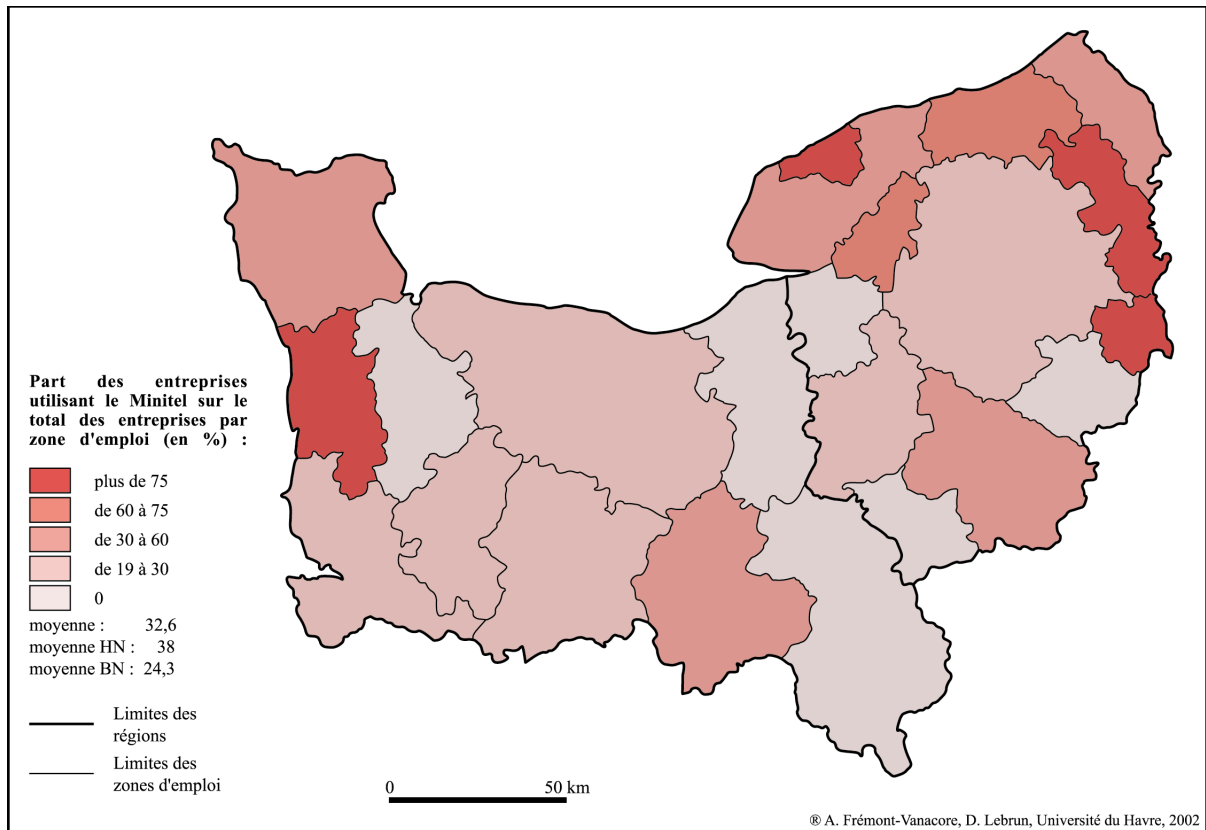 Part des entreprises
utilisant le Minitel sur le
total des entreprises par
zone d'emploi (en %) :
plus de 75
de 60 à 75
de 30 à 60
de 19 à 30
0
moyenne : 32,6
moyenne HN : 38
moyenne BN : 24,3
Limites des
régions
Limites des
zones d'emploi
0 50 km
® A. Frémont-Vanacore, D. Lebrun, Université du Havre, 2002